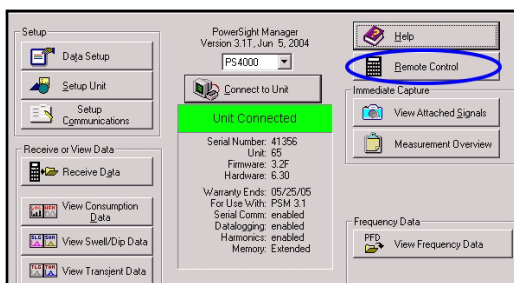 Setup
Data Setup
Setup Unit
Setup
Communications
Receive or View Data
Receive Data
View Consumption
Data
View Swell/Dip Data
View Transient Data
PowerSight Manager
Version 3.1T, Jun 5, 2004
PS4000
Connect to Unit
Unit Connected
Serial Number: 41356
Unit: 65
Firmware: 3.2F
Hardware: 6.30
Warranty Ends: 05/25/05
For Use With: PSM 3.1
Serial Comm: enabled
Datalogging: enabled
Harmonics: enabled
Memory: Extended
Help
Remote Control
Immediate Capture
View Attached Signals
Measurement Overview
Frequency Data
PFD
View Frequency Data